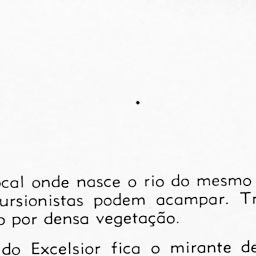 ocal onde nasce o rio do mesmo
ursionistas podem acampar. Tr
o por densa vegetação.
do Excelsior fica o mirante de